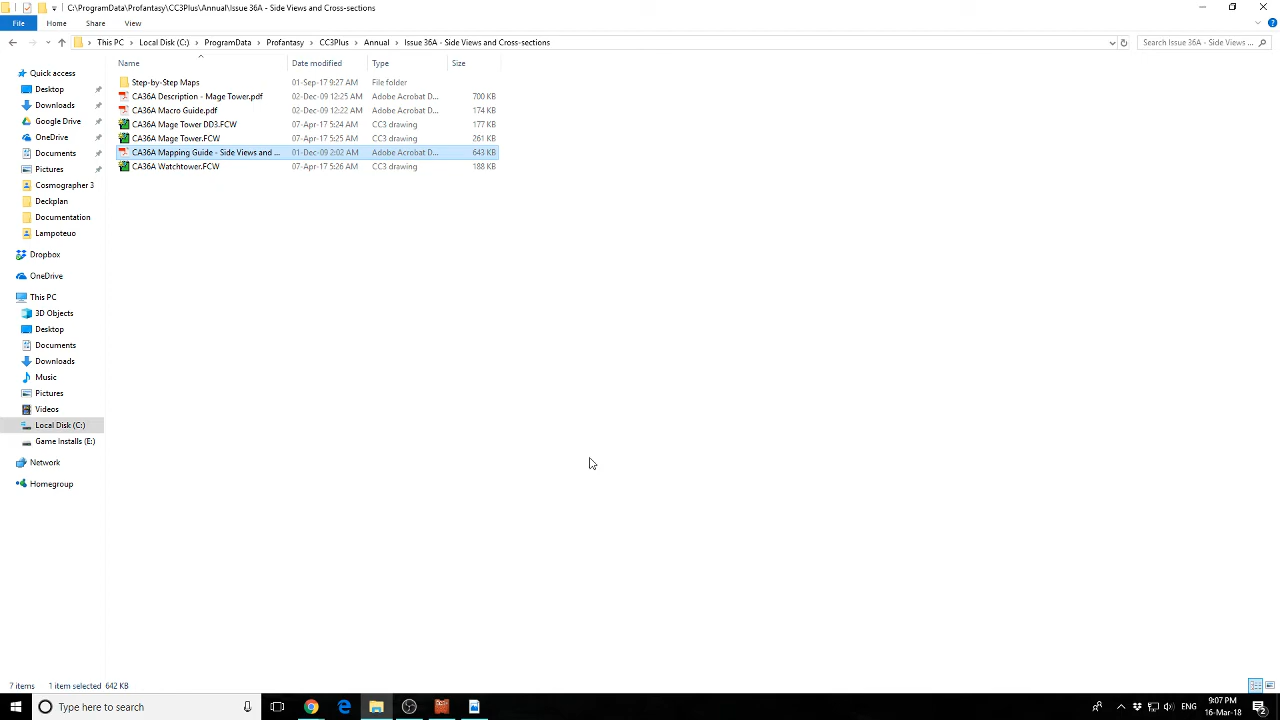 C:\ProgramData\Profantasy\CC3Plus\Annual\Issue 36A - Side Views and Cross-sections
File Home Share View
This PC Local Disk (C:) ProgramData Profantasy CC3Plus Annual Issue 36A - Side Views and Cross-sections Search Issue 36A - Side Views ...
Name Date modified Type Size
Step-by-Step Maps 01-Sep-17 9:27 AM File folder
CA36A Description - Mage Tower.pdf 02-Dec-09 12:25 AM Adobe Acrobat D... 700 KB
CA36A Macro Guide.pdf 02-Dec-09 12:22 AM Adobe Acrobat D... 174 KB
CA36A Mage Tower DD3.FCW 07-Apr-17 5:24 AM CC3 drawing 177 KB
CA36A Mage Tower.FCW 07-Apr-17 5:25 AM CC3 drawing 261 KB
CA36A Mapping Guide - Side Views and ... 01-Dec-09 2:02 AM Adobe Acrobat D... 643 KB
CA36A Watchtower.FCW 07-Apr-17 5:26 AM CC3 drawing 188 KB
Quick access
Desktop
Downloads
Google Drive
OneDrive
Documents
Pictures
Cosmographer 3
Deckplan
Documentation
Lampoteuo
Dropbox
OneDrive
This PC
3D Objects
Desktop
Documents
Downloads
Music
Pictures
Videos
Local Disk (C:)
Game Installs (E:)
Network
Homegroup
7 items 1 item selected 642 KB
Type here to search
ENG
9:07 PM
16-Mar-18
2